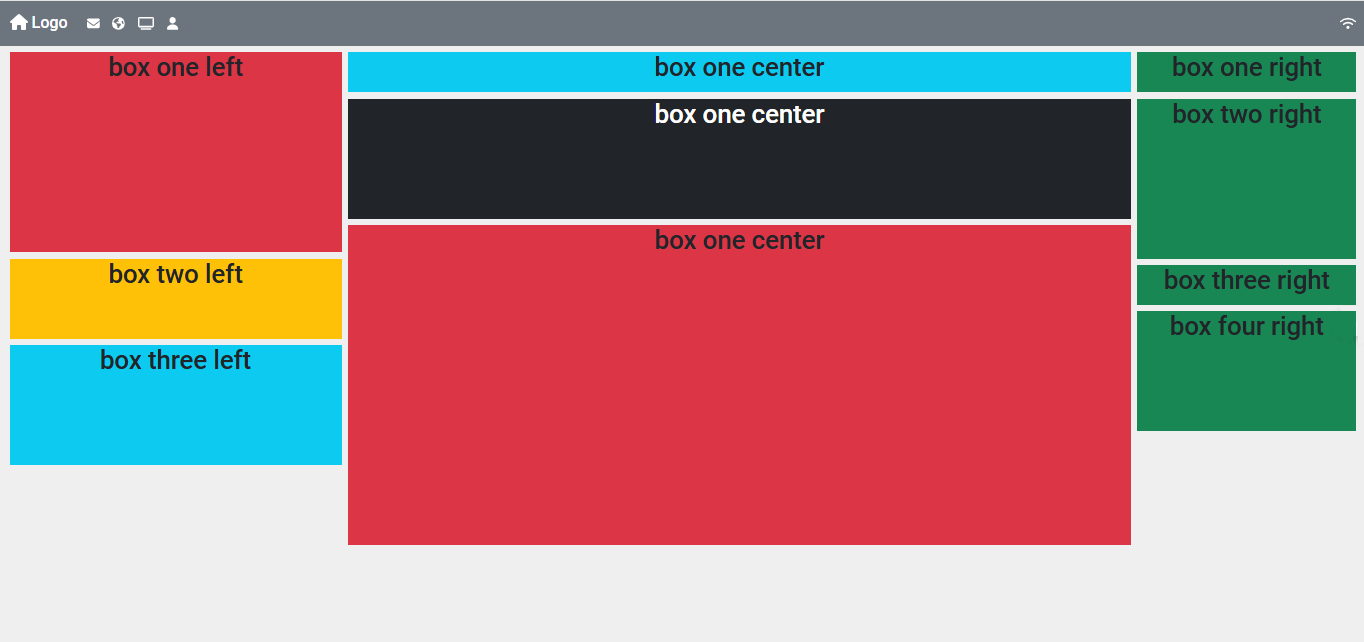 Logo
box one left
box two left
box three left
box one center
box one center
box one center
box one right
box two right
box three right
box four right